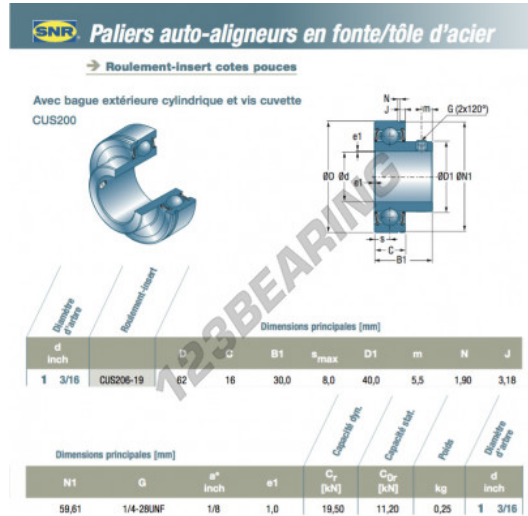 SNR Paliers auto-aligneurs en fonte/tôle d'acier
Roulement-insert cotes pouces
Avec bague extérieure cylindrique et vis cuvette
CUS200
N
J m G (2x120°)
e1
ØD Ød ØD1 ØN1
e1
s
C
B1
123BEARING
Diamètre d'arbre Roulement-insert
Dimensions principales [mm]
d inch D C B1 smax D1 m N J
1 3/16 CUS206-19 62 16 30,0 8,0 40,0 5,5 1,90 3,18
Capacité dyn. Capacité stat. Poids Diamètre d'arbre
Dimensions principales [mm]
N1 G a* inch e1 Cr [kN] C0r [kN] kg d inch
59,61 1/4-28UNF 1/8 1,0 19,50 11,20 0,25 1 3/16